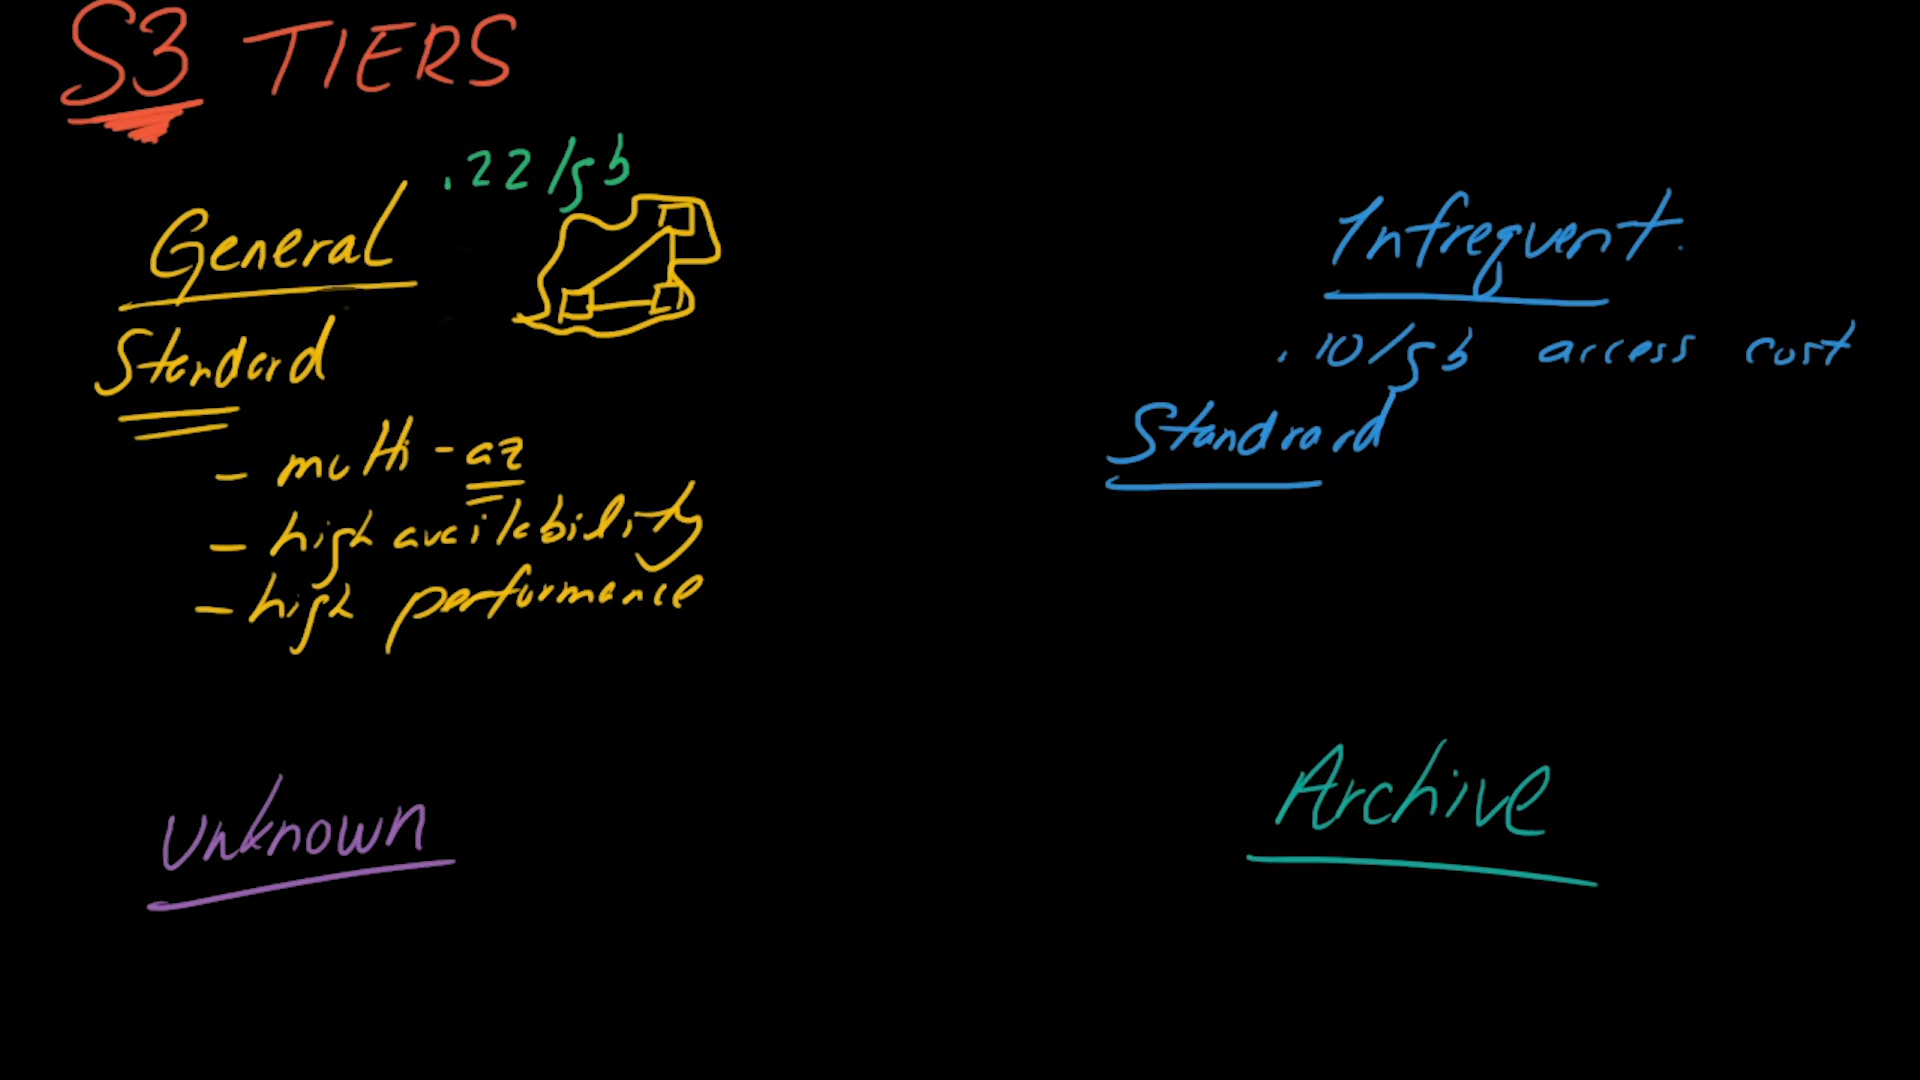 S3 TIERS
.22/gb
General
Standard
- multi-az
- high availability
- high performance
Infrequent
.10/gb access cost
Standrard
Unknown
Archive